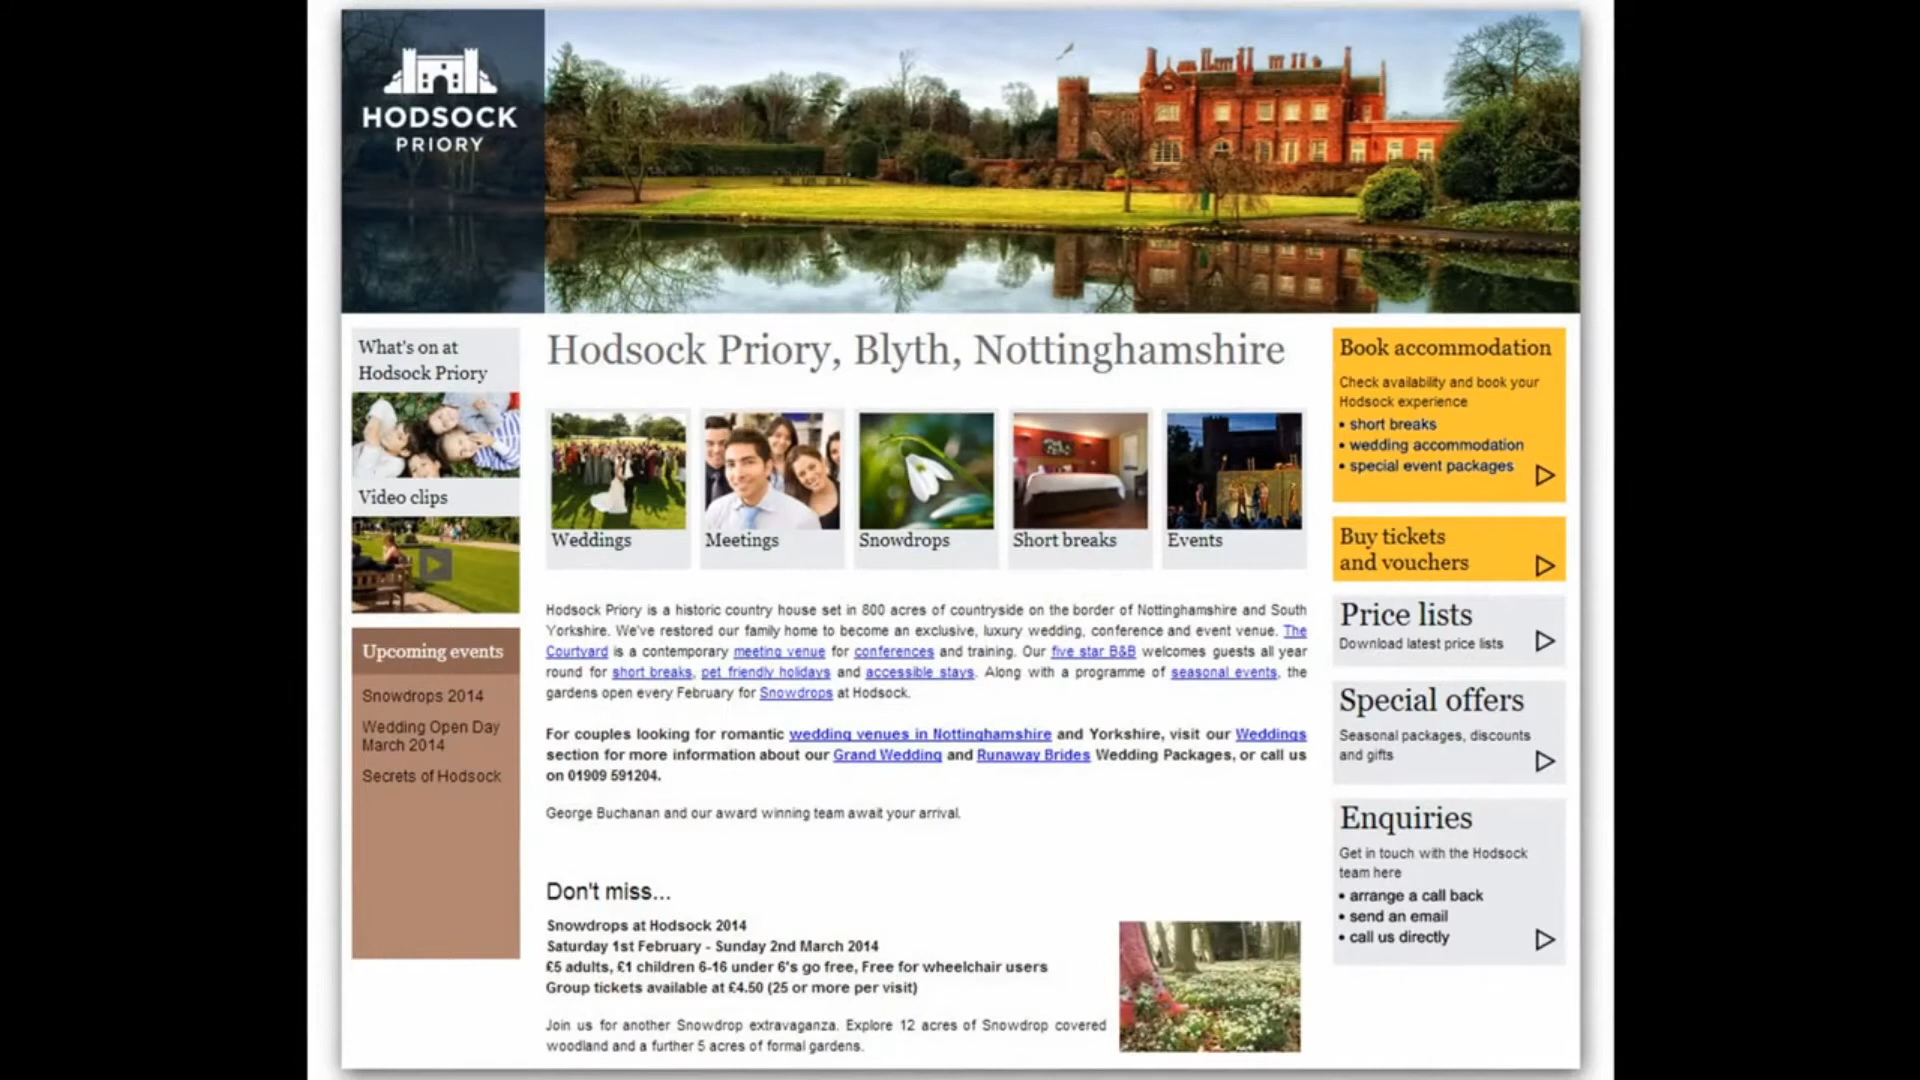 HODSOCK
PRIORY
What's on at
Hodsock Priory
Video clips
Upcoming events
Snowdrops 2014
Wedding Open Day
March 2014
Secrets of Hodsock
Hodsock Priory, Blyth, Nottinghamshire
Weddings
Meetings
Snowdrops
Short breaks
Events
Hodsock Priory is a historic country house set in 800 acres of countryside on the border of Nottinghamshire and South
Yorkshire. We've restored our family home to become an exclusive, luxury wedding, conference and event venue. The
Courtyard is a contemporary meeting venue for conferences and training. Our five star B&B welcomes guests all year
round for short breaks, pet friendly holidays and accessible stays. Along with a programme of seasonal events, the
gardens open every February for Snowdrops at Hodsock.
For couples looking for romantic wedding venues in Nottinghamshire and Yorkshire, visit our Weddings
section for more information about our Grand Wedding and Runaway Brides Wedding Packages, or call us
on 01909 591204.
George Buchanan and our award winning team await your arrival.
Don't miss...
Snowdrops at Hodsock 2014
Saturday 1st February - Sunday 2nd March 2014
£5 adults, £1 children 6-16 under 6's go free, Free for wheelchair users
Group tickets available at £4.50 (25 or more per visit)
Join us for another Snowdrop extravaganza. Explore 12 acres of Snowdrop covered
woodland and a further 5 acres of formal gardens.
Book accommodation
Check availability and book your
Hodsock experience
• short breaks
• wedding accommodation
• special event packages
Buy tickets
and vouchers
Price lists
Download latest price lists
Special offers
Seasonal packages, discounts
and gifts
Enquiries
Get in touch with the Hodsock
team here
• arrange a call back
• send an email
• call us directly